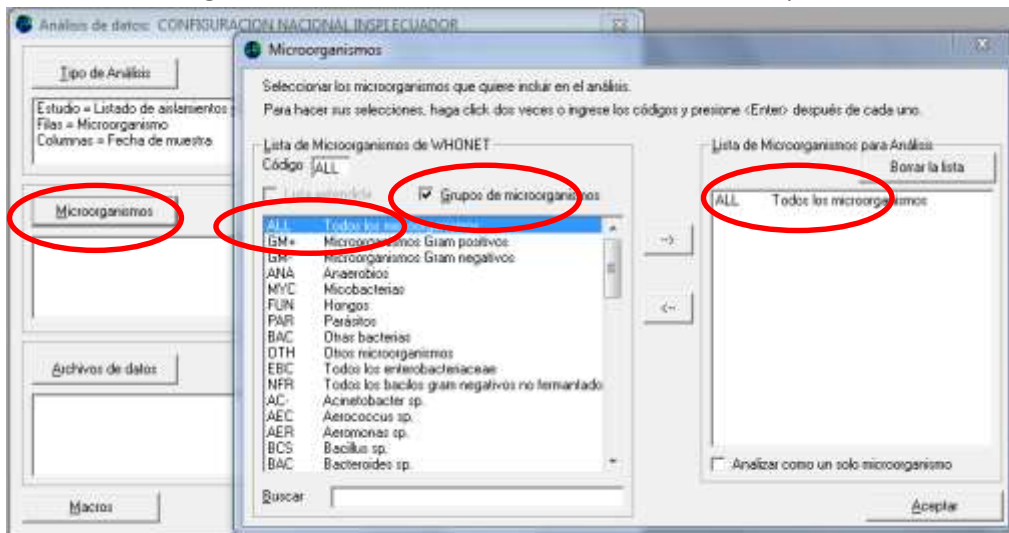 Análisis de datos: CONFIGURACION NACIONAL INSPI ECUADOR
Tipo de Análisis
Estudio = Listado de aislamientos
Filas = Microorganismo
Columnas = Fecha de muestra
Microorganismos
Archivos de datos
Macros
Microorganismos
Seleccionar los microorganismos que quiere incluir en el análisis.
Para hacer sus selecciones, haga click dos veces o ingrese los códigos y presione <Enter> después de cada uno.
Lista de Microorganismos de WHONET
Código ALL
Lista extendida Grupos de microorganismos
ALL Todos los microorganismos
GM+ Microorganismos Gram positivos
GM- Microorganismos Gram negativos
ANA Anaerobios
MYC Micobacterias
FUN Hongos
PAR Parásitos
BAC Otras bacterias
OTH Otros microorganismos
EBC Todos los enterobacteriaceae
NFR Todos los bacilos gram negativos no fermantado
AC- Acinetobacter sp.
AEC Aerococcus sp.
AER Aeromonas sp.
BCS Bacillus sp.
BAC Bacteroides sp.
Buscar
-->
<--
Lista de Microorganismos para Análisis
Borrar la lista
ALL Todos los microorganismos
Analizar como un solo microorganismo
Aceptar